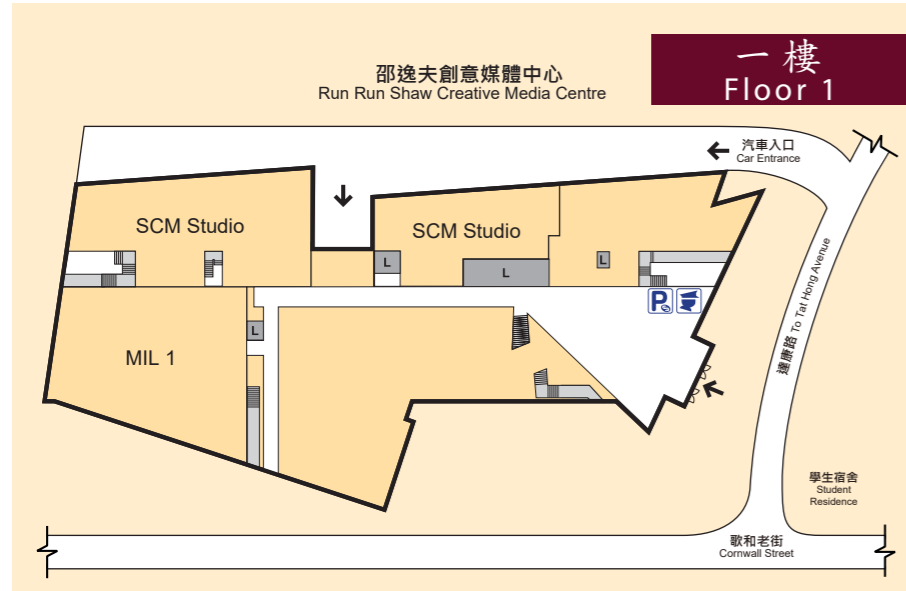 一樓
Floor 1
邵逸夫創意媒體中心
Run Run Shaw Creative Media Centre
汽車入口
Car Entrance
SCM Studio
SCM Studio
L
L
L
P
達康路 To Tat Hong Avenue
L
MIL 1
學生宿舍
Student
Residence
歌和老街
Cornwall Street